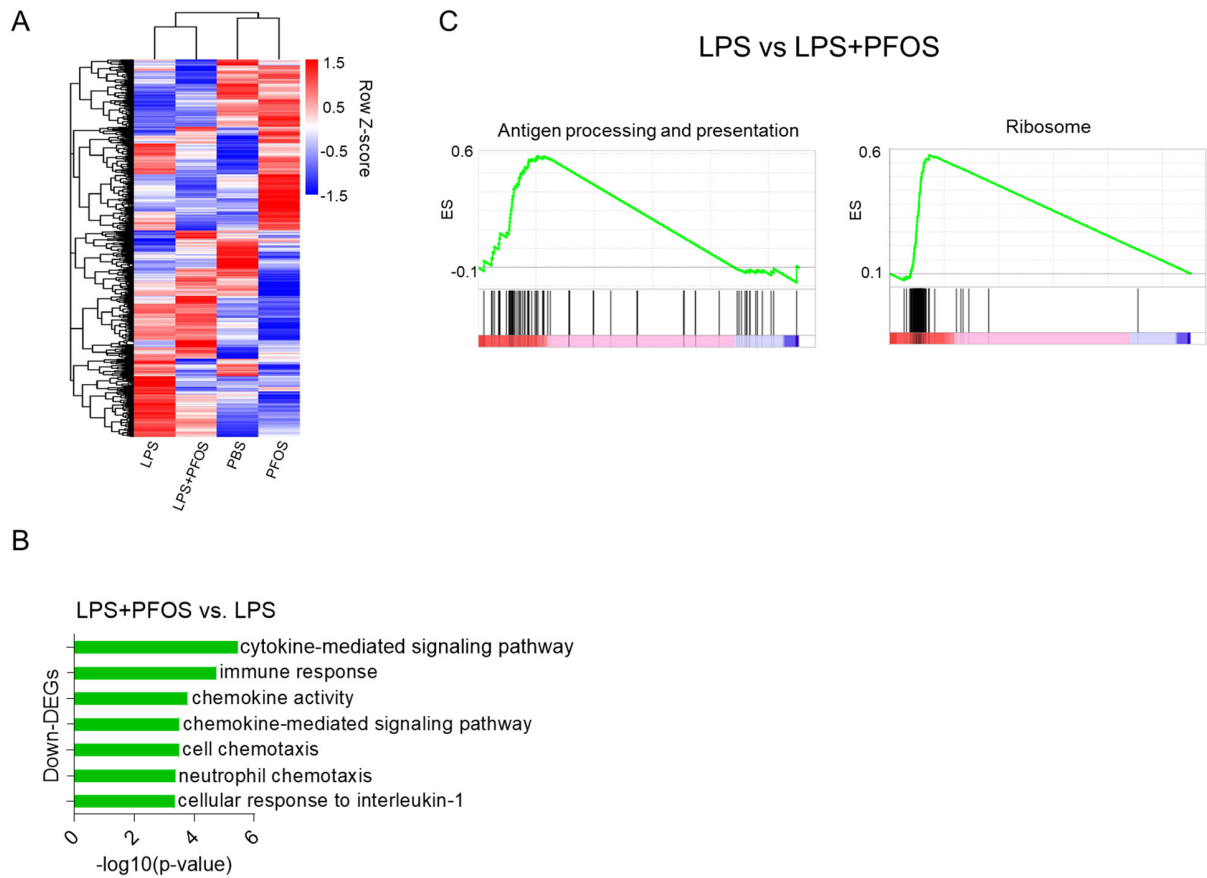 A
1.5
0.5
-0.5
-1.5
Row Z-score
LPS
LPS+PFOS
PBS
PFOS
C
LPS vs LPS+PFOS
Antigen processing and presentation
0.6
ES
-0.1
Ribosome
0.6
ES
0.1
B
LPS+PFOS vs. LPS
Down-DEGs
cytokine-mediated signaling pathway
immune response
chemokine activity
chemokine-mediated signaling pathway
cell chemotaxis
neutrophil chemotaxis
cellular response to interleukin-1
0 2 4 6
-log10(p-value)